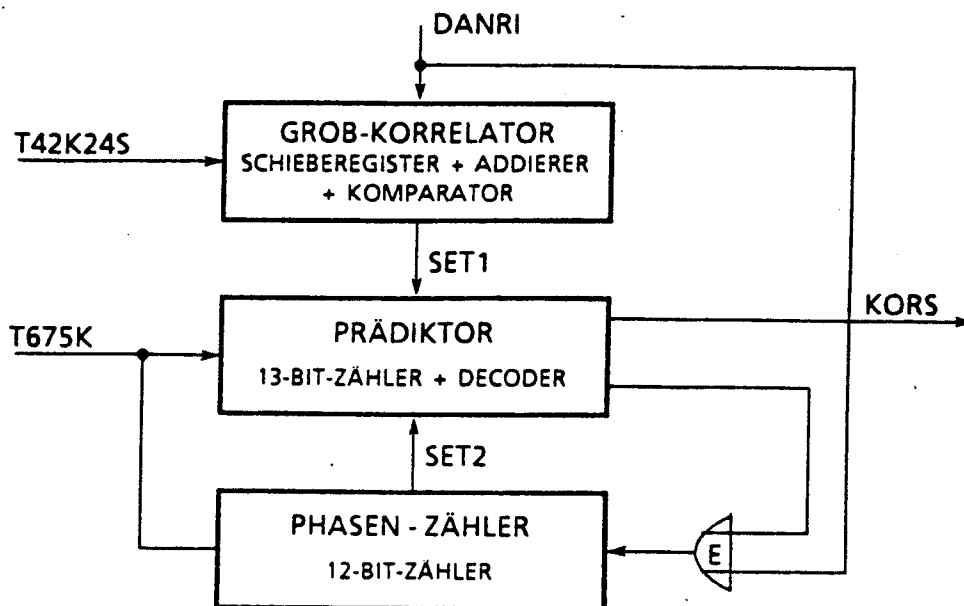 DANRI
T42K24S
GROB-KORRELATOR
SCHIEBEREGISTER + ADDIERER
+ KOMPARATOR
SET1
KORS
T675K
PRÄDIKTOR
13-BIT-ZÄHLER + DECODER
SET2
PHASEN - ZÄHLER
12-BIT-ZÄHLER
E